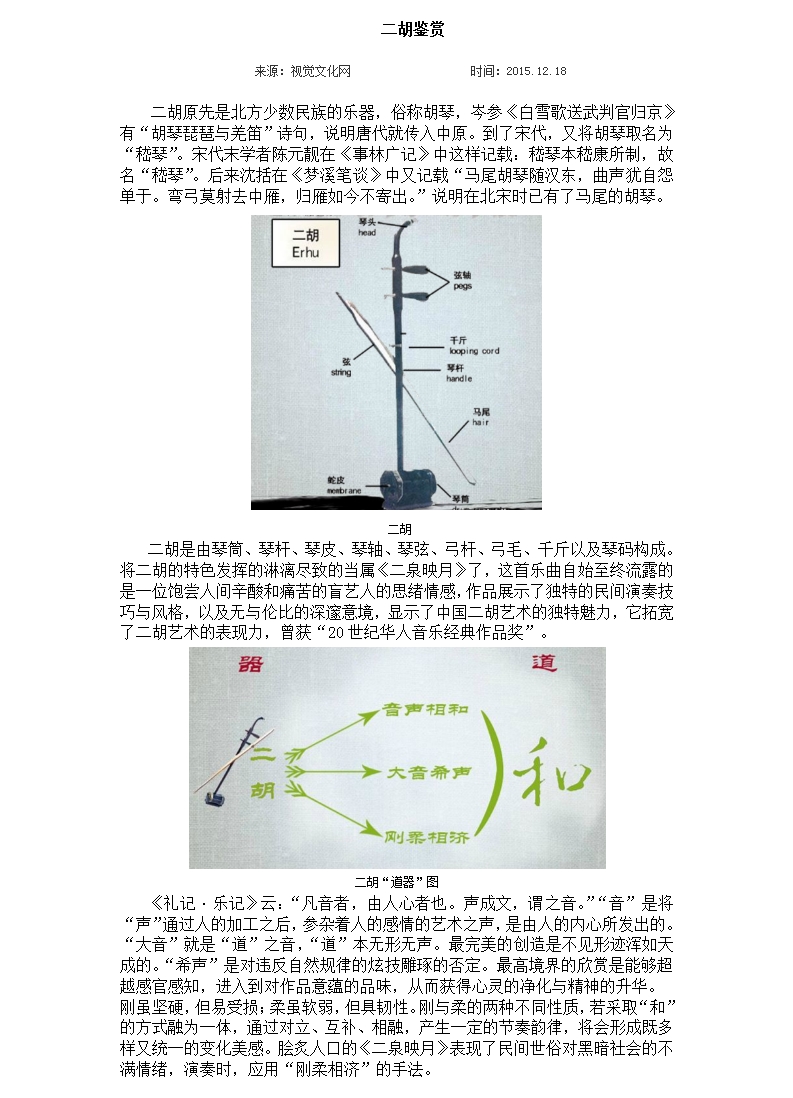 二胡鉴赏
来源：视觉文化网 时间：2015.12.18
二胡原先是北方少数民族的乐器，俗称胡琴，岑参《白雪歌送武判官归京》
有“胡琴琵琶与羌笛”诗句，说明唐代就传入中原。到了宋代，又将胡琴取名为
“嵇琴”。宋代末学者陈元靓在《事林广记》中这样记载：嵇琴本嵇康所制，故
名“嵇琴”。后来沈括在《梦溪笔谈》中又记载“马尾胡琴随汉东，曲声犹自怨
单于。弯弓莫射云中雁，归雁如今不寄出。”说明在北宋时已有了马尾的胡琴。
二胡
Erhu
琴头
head
弦轴
pegs
千斤
looping cord
弦
string
琴杆
handle
马尾
hair
蛇皮
membrane
琴筒
二胡
二胡是由琴筒、琴杆、琴皮、琴轴、琴弦、弓杆、弓毛、千斤以及琴码构成。
将二胡的特色发挥的淋漓尽致的当属《二泉映月》了，这首乐曲自始至终流露的
是一位饱尝人间辛酸和痛苦的盲艺人的思绪情感，作品展示了独特的民间演奏技
巧与风格，以及无与伦比的深邃意境，显示了中国二胡艺术的独特魅力，它拓宽
了二胡艺术的表现力，曾获“20世纪华人音乐经典作品奖”。
器 道
二胡
音声相和
大音希声
刚柔相济
和
二胡“道器”图
《礼记·乐记》云：“凡音者，由人心者也。声成文，谓之音。”“音”是将
“声”通过人的加工之后，参杂着人的感情的艺术之声，是由人的内心所发出的。
“大音”就是“道”之音，“道”本无形无声。最完美的创造是不见形迹浑如天
成的。“希声”是对违反自然规律的炫技雕琢的否定。最高境界的欣赏是能够超
越感官感知，进入到对作品意蕴的品味，从而获得心灵的净化与精神的升华。
刚虽坚硬，但易受损；柔虽软弱，但具韧性。刚与柔的两种不同性质，若采取“和”
的方式融为一体，通过对立、互补、相融，产生一定的节奏韵律，将会形成既多
样又统一的变化美感。脍炙人口的《二泉映月》表现了民间世俗对黑暗社会的不
满情绪，演奏时，应用“刚柔相济”的手法。